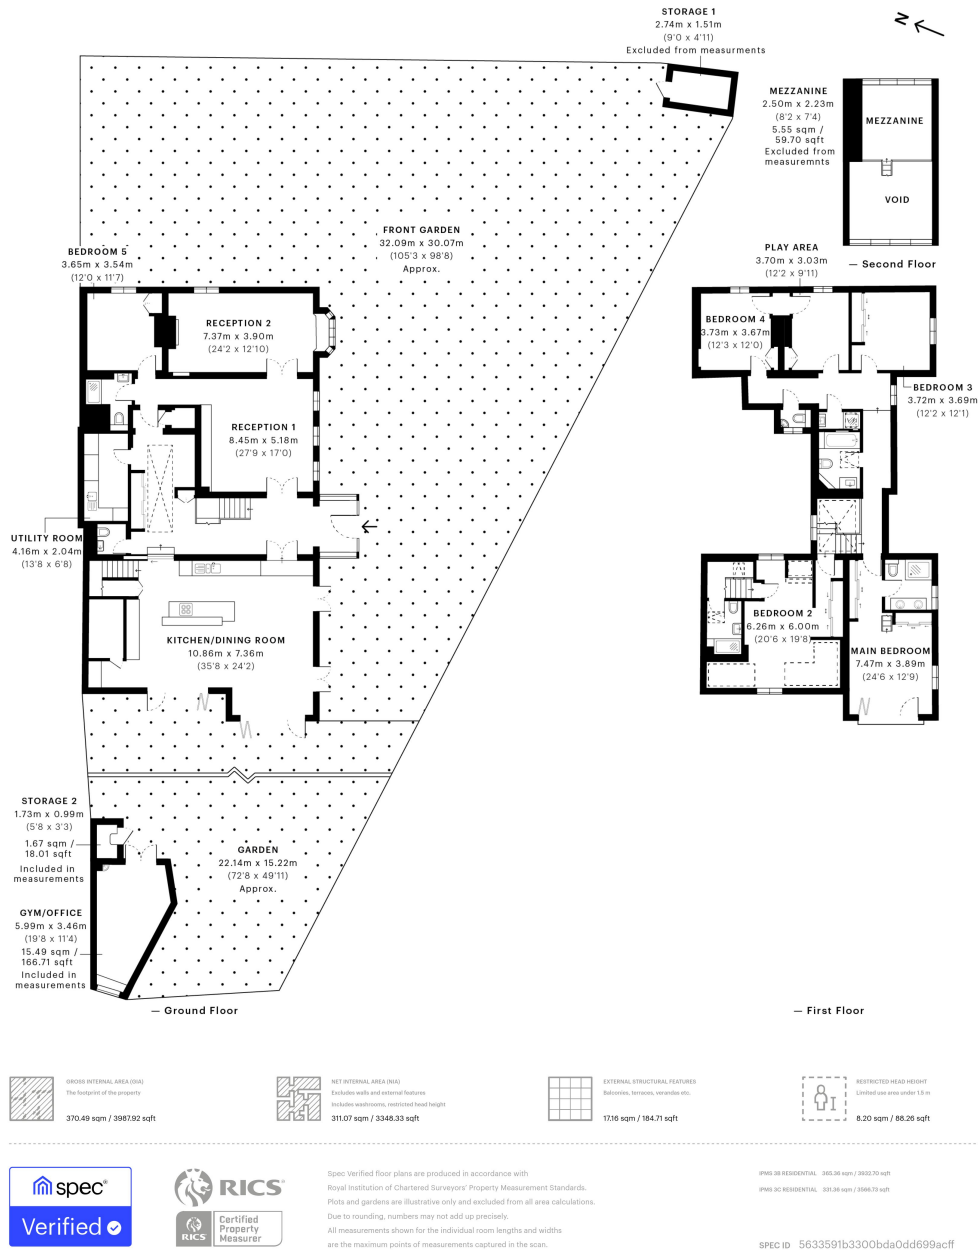 STORAGE 1
2.74m x 1.51m
(9'0 x 4'11)
Excluded from measurments
N
MEZZANINE
2.50m x 2.23m
(8'2 x 7'4)
5.55 sqm /
59.70 sqft
Excluded from
measuremnts
MEZZANINE
VOID
— Second Floor
FRONT GARDEN
32.09m x 30.07m
(105'3 x 98'8)
Approx.
BEDROOM 5
3.65m x 3.54m
(12'0 x 11'7)
RECEPTION 2
7.37m x 3.90m
(24'2 x 12'10)
RECEPTION 1
8.45m x 5.18m
(27'9 x 17'0)
UTILITY ROOM
4.16m x 2.04m
(13'8 x 6'8)
KITCHEN/DINING ROOM
10.86m x 7.36m
(35'8 x 24'2)
PLAY AREA
3.70m x 3.03m
(12'2 x 9'11)
BEDROOM 4
3.73m x 3.67m
(12'3 x 12'0)
BEDROOM 3
3.72m x 3.69m
(12'2 x 12'1)
BEDROOM 2
6.26m x 6.00m
(20'6 x 19'8)
MAIN BEDROOM
7.47m x 3.89m
(24'6 x 12'9)
STORAGE 2
1.73m x 0.99m
(5'8 x 3'3)
1.67 sqm /
18.01 sqft
Included in
measurements
GARDEN
22.14m x 15.22m
(72'8 x 49'11)
Approx.
GYM/OFFICE
5.99m x 3.46m
(19'8 x 11'4)
15.49 sqm /
166.71 sqft
Included in
measurements
— Ground Floor
— First Floor
GROSS INTERNAL AREA (GIA)
The footprint of the property
370.49 sqm / 3987.92 sqft
NET INTERNAL AREA (NIA)
Excludes walls and external features
Includes washrooms, restricted head height
311.07 sqm / 3348.33 sqft
EXTERNAL STRUCTURAL FEATURES
Balconies, terraces, verandas etc.
17.16 sqm / 184.71 sqft
RESTRICTED HEAD HEIGHT
Limited use area under 1.5 m
8.20 sqm / 88.26 sqft
spec®
Verified
RICS®
RICS
Certified
Property
Measurer
Spec Verified floor plans are produced in accordance with
Royal Institution of Chartered Surveyors' Property Measurement Standards.
Plots and gardens are illustrative only and excluded from all area calculations.
Due to rounding, numbers may not add up precisely.
All measurements shown for the individual room lengths and widths
are the maximum points of measurements captured in the scan.
IPMS 3B RESIDENTIAL 365.36 sqm / 3932.70 sqft
IPMS 3C RESIDENTIAL 331.36 sqm / 3566.73 sqft
SPEC ID 5633591b3300bda0dd699acff